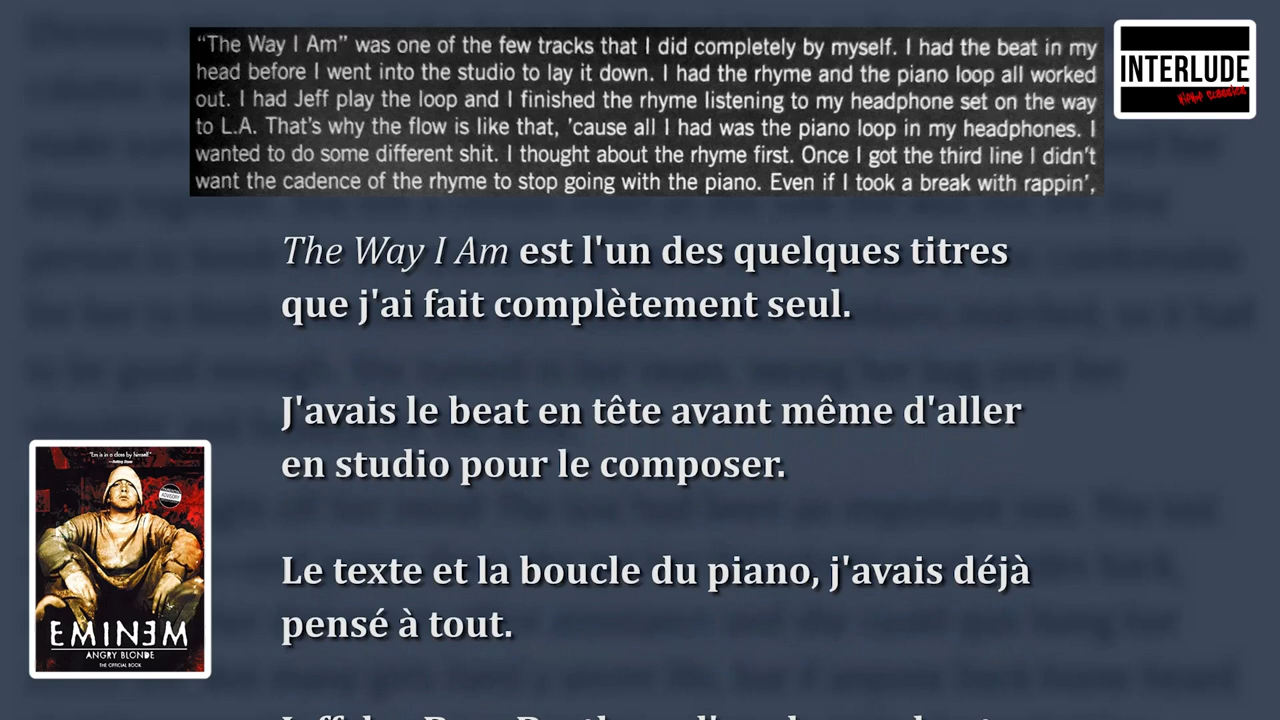 “The Way I Am” was one of the few tracks that I did completely by myself. I had the beat in my
head before I went into the studio to lay it down. I had the rhyme and the piano loop all worked
out. I had Jeff play the loop and I finished the rhyme listening to my headphone set on the way
to L.A. That’s why the flow is like that, ’cause all I had was the piano loop in my headphones. I
wanted to do some different shit. I thought about the rhyme first. Once I got the third line I didn’t
want the cadence of the rhyme to stop going with the piano. Even if I took a break with rappin’,
INTERLUDE
The Way I Am est l'un des quelques titres
que j'ai fait complètement seul.
J'avais le beat en tête avant même d'aller
en studio pour le composer.
Le texte et la boucle du piano, j'avais déjà
pensé à tout.
“Em is in a class by himself.”
ADVISORY
EMINƎM
ANGRY BLONDE
THE OFFICIAL BOOK